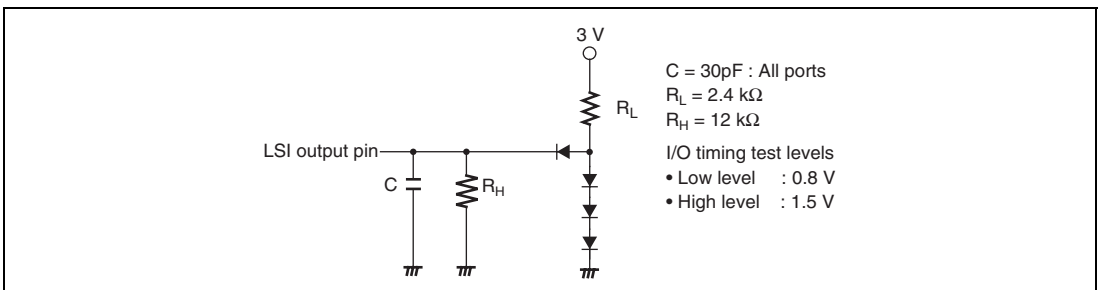 3 V
C = 30pF : All ports
R_L = 2.4 kΩ
R_H = 12 kΩ
R_L
LSI output pin
I/O timing test levels
• Low level : 0.8 V
• High level : 1.5 V
C
R_H